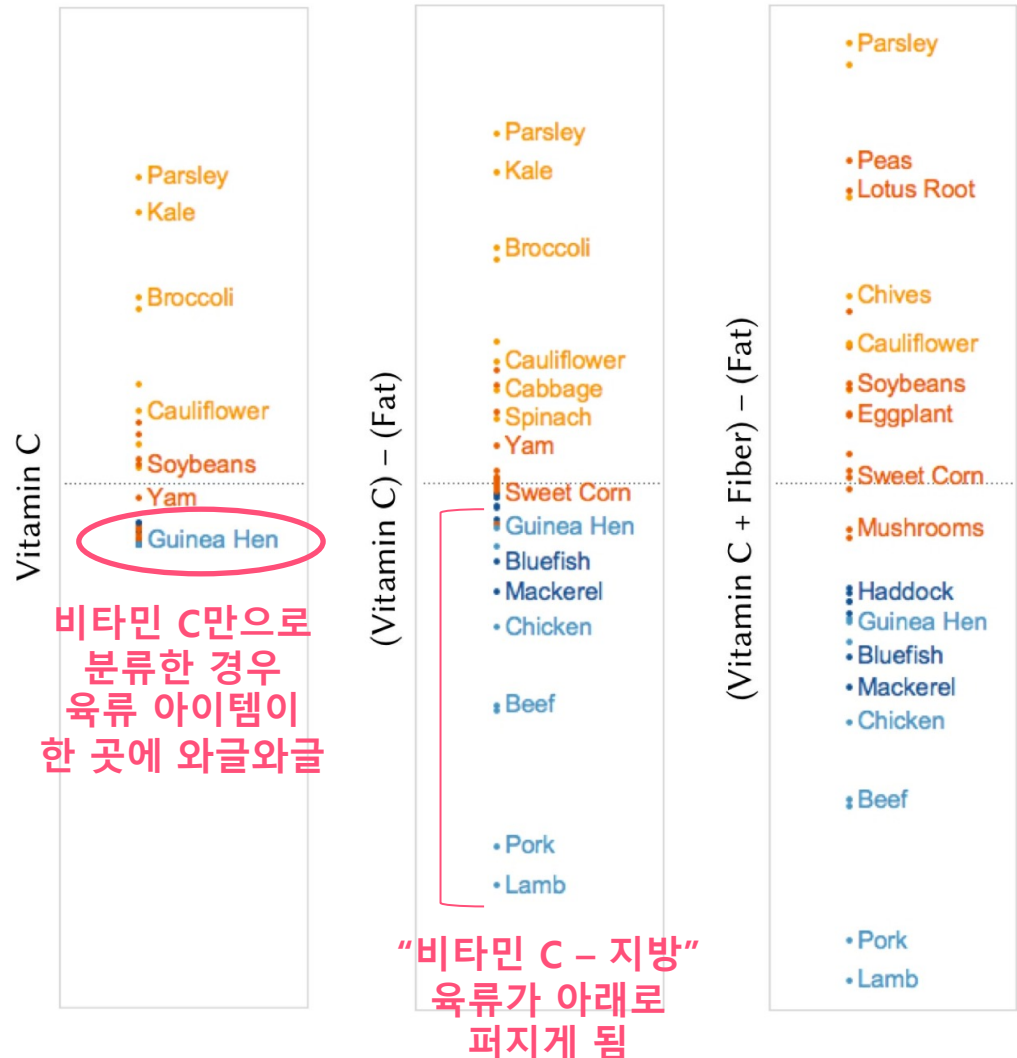 Vitamin C
Parsley
Kale
Broccoli
Cauliflower
Soybeans
Yam
Guinea Hen
비타민 C만으로
분류한 경우
육류 아이템이
한 곳에 와글와글
(Vitamin C) – (Fat)
Parsley
Kale
Broccoli
Cauliflower
Cabbage
Spinach
Yam
Sweet Corn
Guinea Hen
Bluefish
Mackerel
Chicken
Beef
Pork
Lamb
“비타민 C – 지방”
육류가 아래로
퍼지게 됨
(Vitamin C + Fiber) – (Fat)
Parsley
Peas
Lotus Root
Chives
Cauliflower
Soybeans
Eggplant
Sweet Corn
Mushrooms
Haddock
Guinea Hen
Bluefish
Mackerel
Chicken
Beef
Pork
Lamb